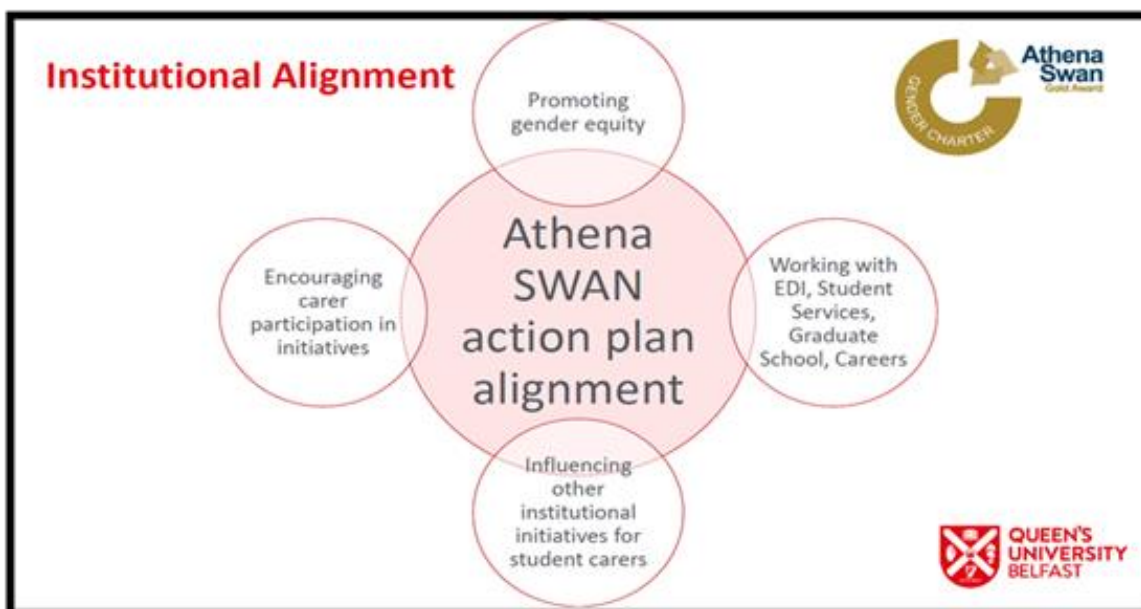 Institutional Alignment
Promoting
gender equity
GENDER CHARTER
Athena
Swan
Gold Award
Athena
SWAN
action plan
alignment
Encouraging
carer
participation in
initiatives
Working with
EDI, Student
Services,
Graduate
School, Careers
Influencing
other
institutional
initiatives for
student carers
QUEEN'S
UNIVERSITY
BELFAST